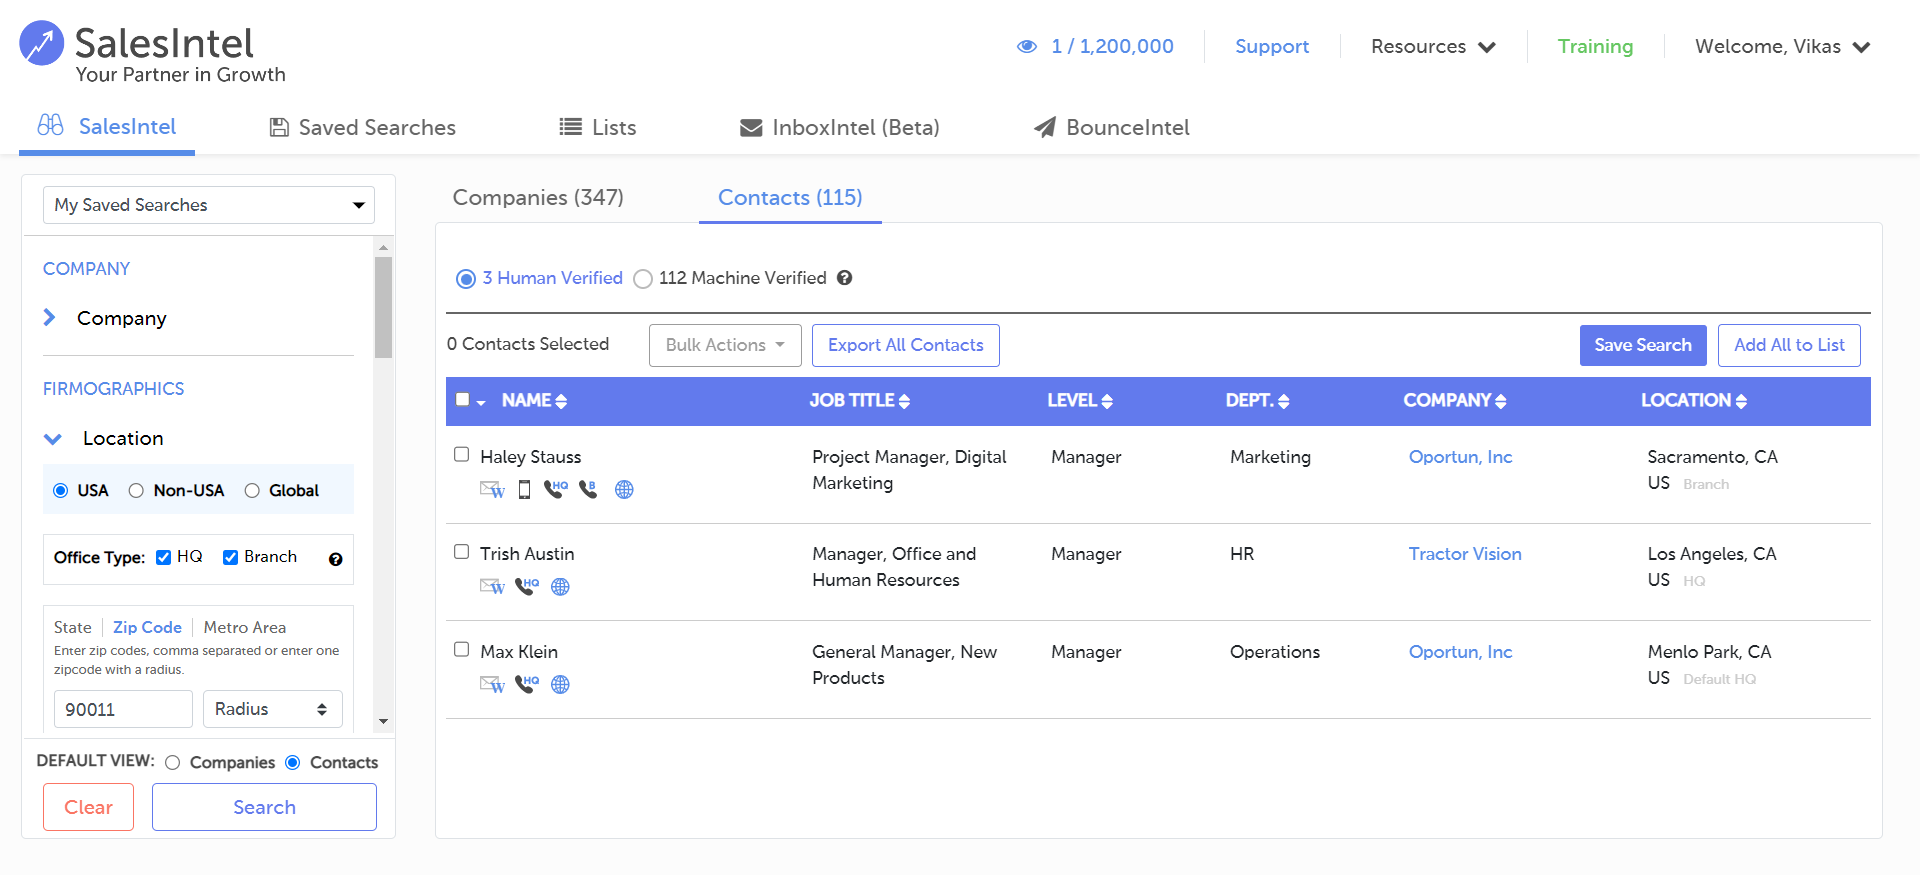 SalesIntel
Your Partner in Growth
1 / 1,200,000
Support
Resources
Training
Welcome, Vikas
SalesIntel
Saved Searches
Lists
InboxIntel (Beta)
BounceIntel
My Saved Searches
COMPANY
Company
FIRMOGRAPHICS
Location
USA Non-USA Global
Office Type: HQ Branch
State Zip Code Metro Area
Enter zip codes, comma separated or enter one
zipcode with a radius.
90011 Radius
DEFAULT VIEW: Companies Contacts
Clear Search
Companies (347) Contacts (115)
3 Human Verified 112 Machine Verified
0 Contacts Selected Bulk Actions Export All Contacts Save Search Add All to List
NAME JOB TITLE LEVEL DEPT. COMPANY LOCATION
Haley Stauss Project Manager, Digital Manager Marketing Oportun, Inc Sacramento, CA
Marketing US Branch
W HQ B
Trish Austin Manager, Office and Manager HR Tractor Vision Los Angeles, CA
Human Resources US HQ
W HQ
Max Klein General Manager, New Manager Operations Oportun, Inc Menlo Park, CA
Products US Default HQ
W HQ